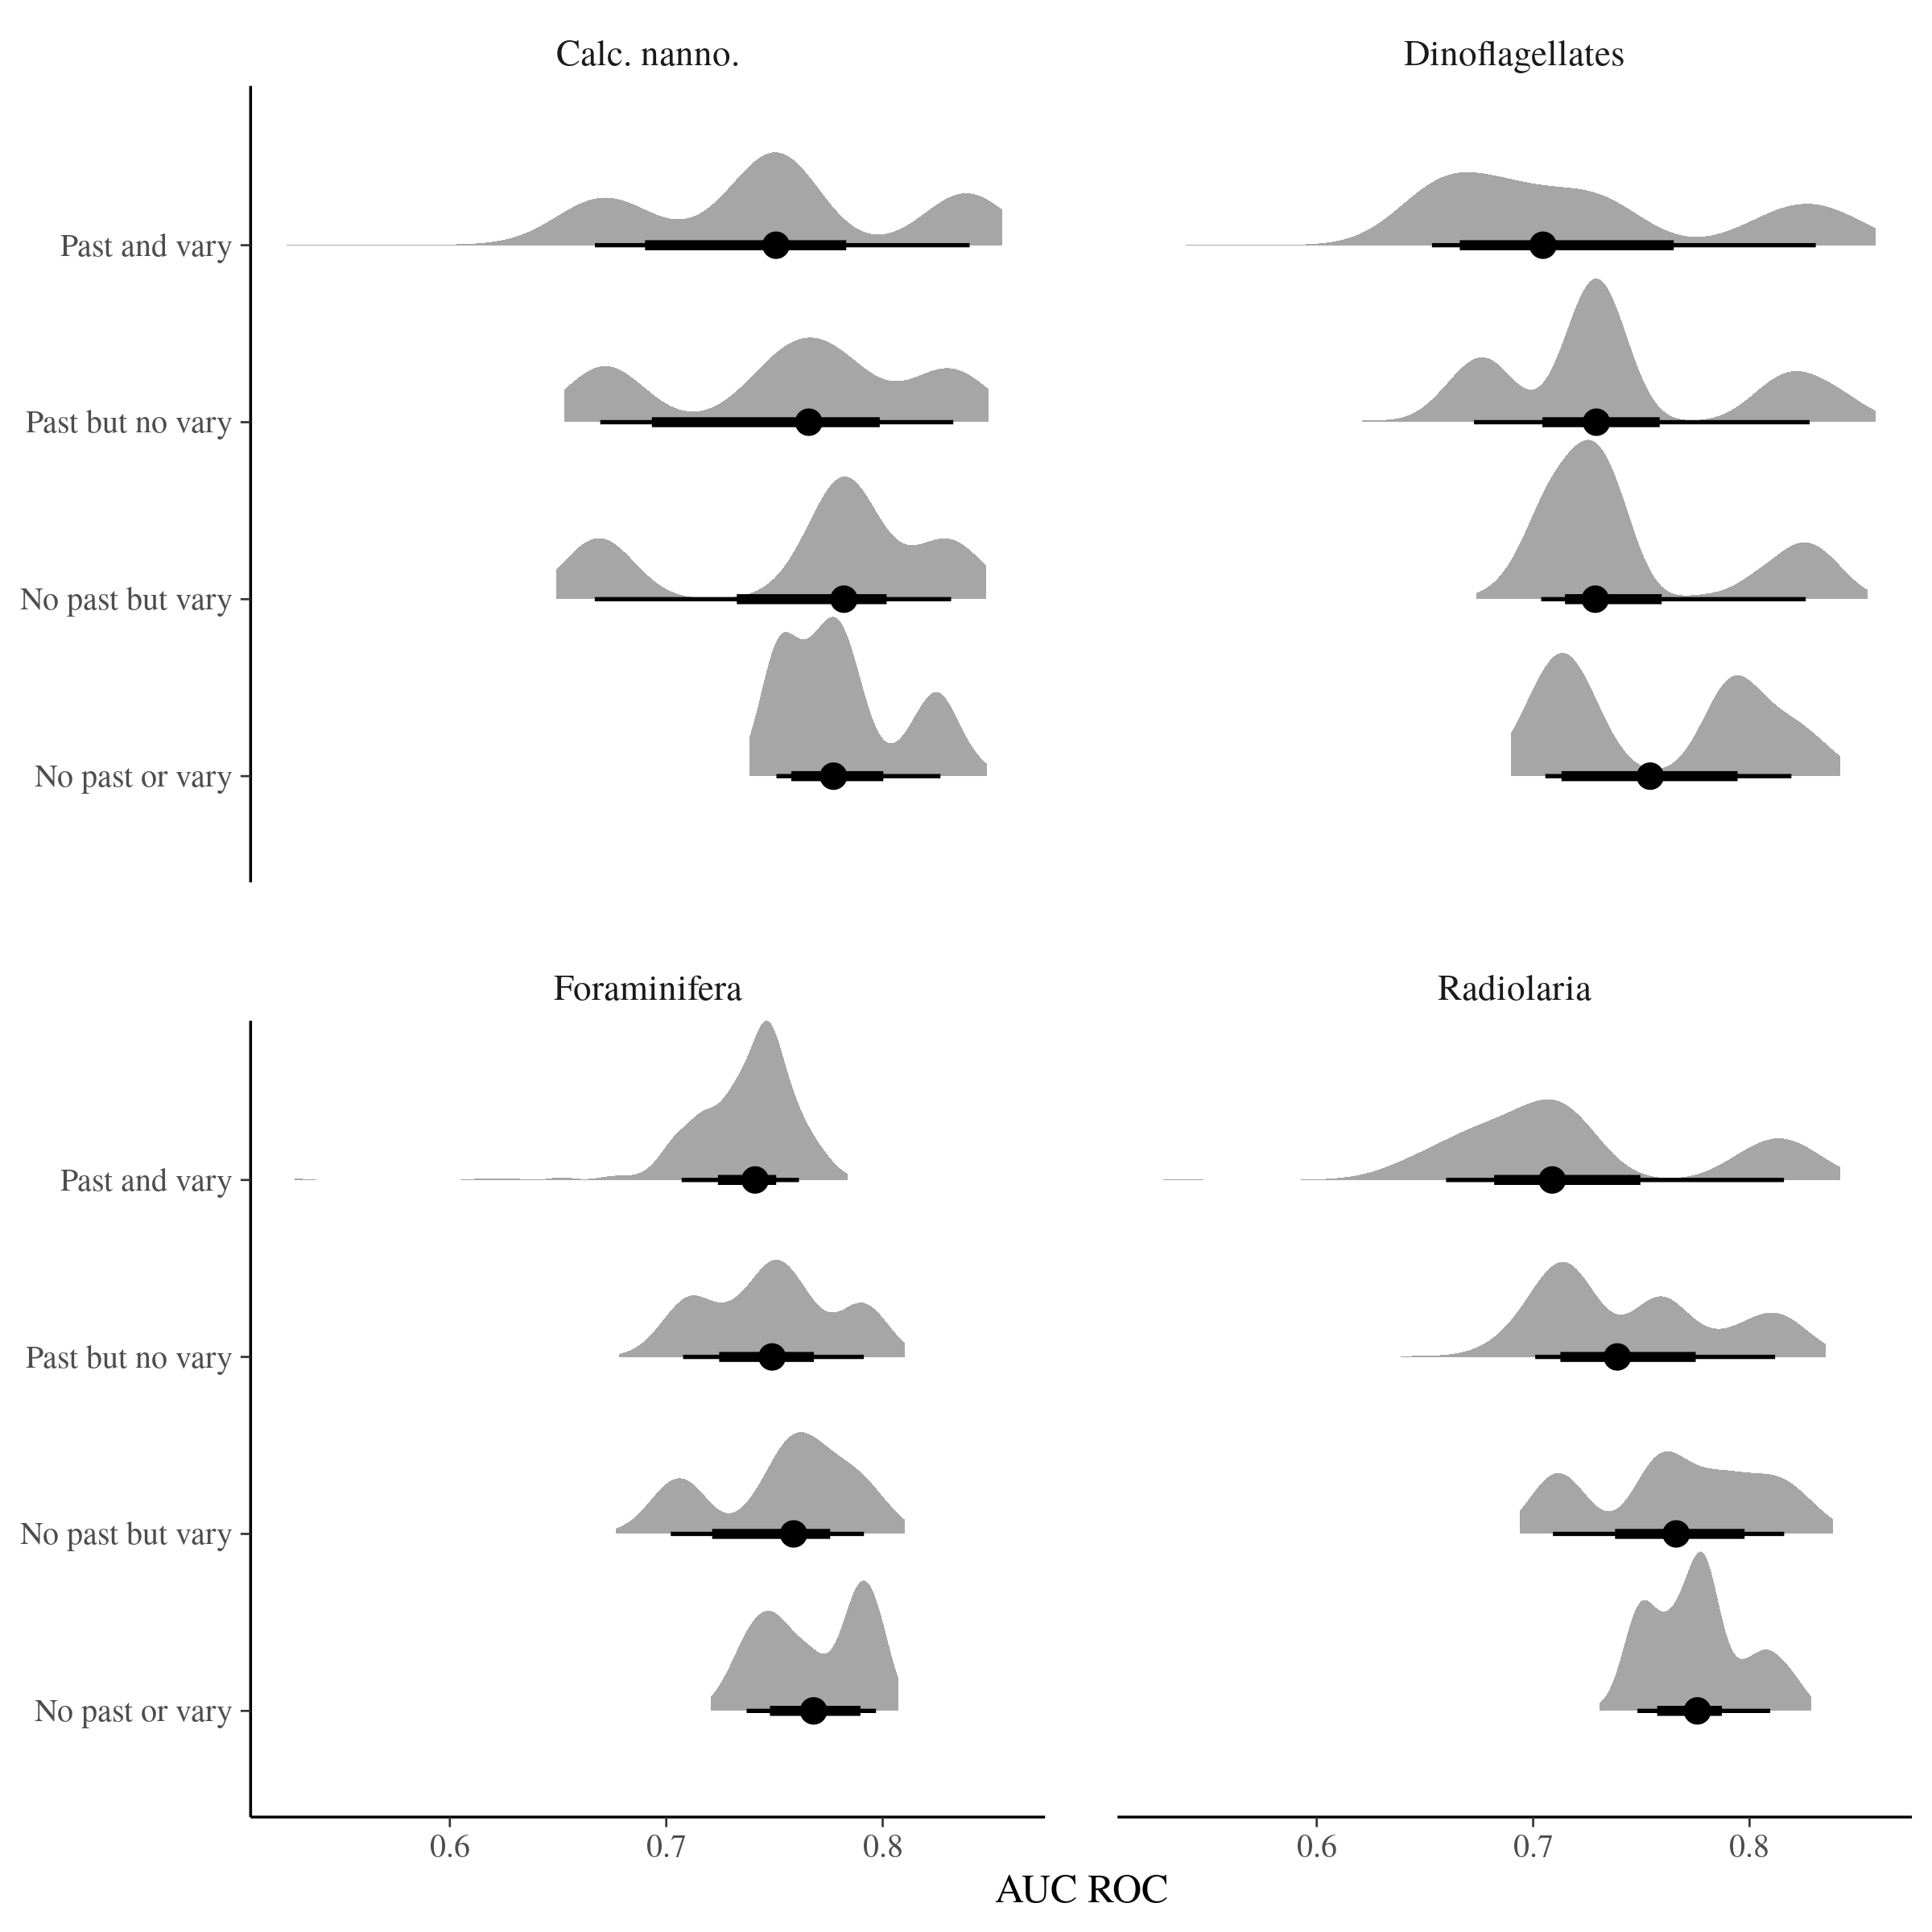 Calc. nanno.
Dinoflagellates
Past and vary
Past but no vary
No past but vary
No past or vary
Foraminifera
Radiolaria
Past and vary
Past but no vary
No past but vary
No past or vary
0.6 0.7 0.8 0.6 0.7 0.8
AUC ROC